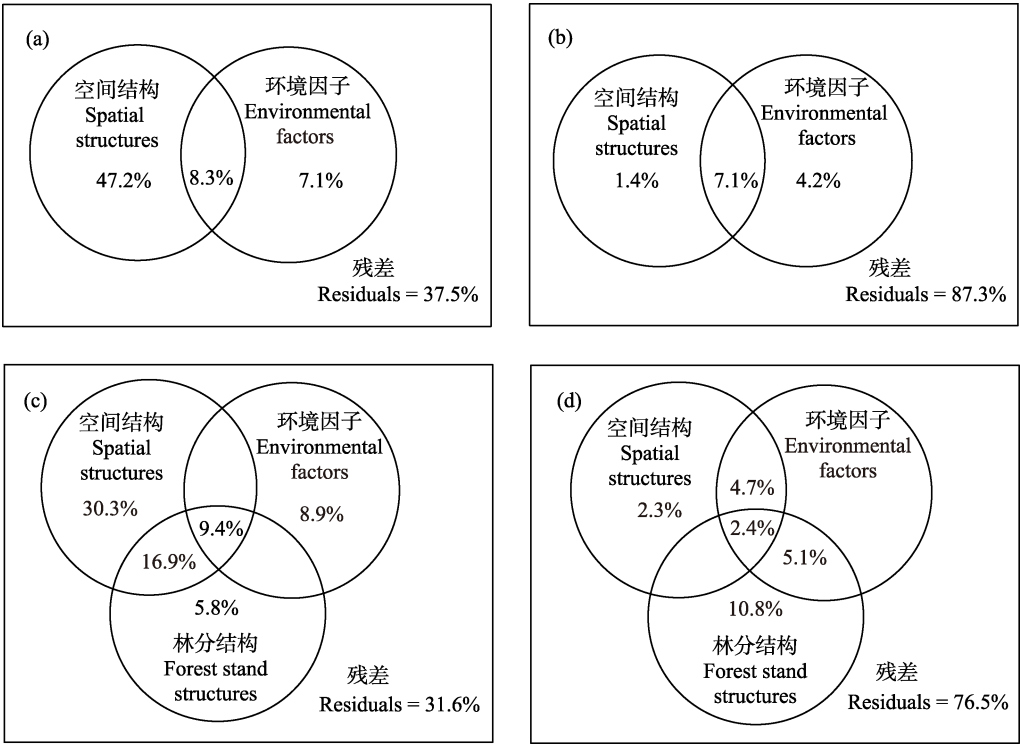 (a)
空间结构
Spatial
structures
47.2%
8.3%
环境因子
Environmental
factors
7.1%
残差
Residuals = 37.5%
(b)
空间结构
Spatial
structures
1.4%
7.1%
环境因子
Environmental
factors
4.2%
残差
Residuals = 87.3%
(c)
空间结构
Spatial
structures
30.3%
环境因子
Environmental
factors
8.9%
9.4%
16.9%
5.8%
林分结构
Forest stand
structures
残差
Residuals = 31.6%
(d)
空间结构
Spatial
structures
2.3%
环境因子
Environmental
factors
4.7%
2.4%
5.1%
10.8%
林分结构
Forest stand
structures
残差
Residuals = 76.5%